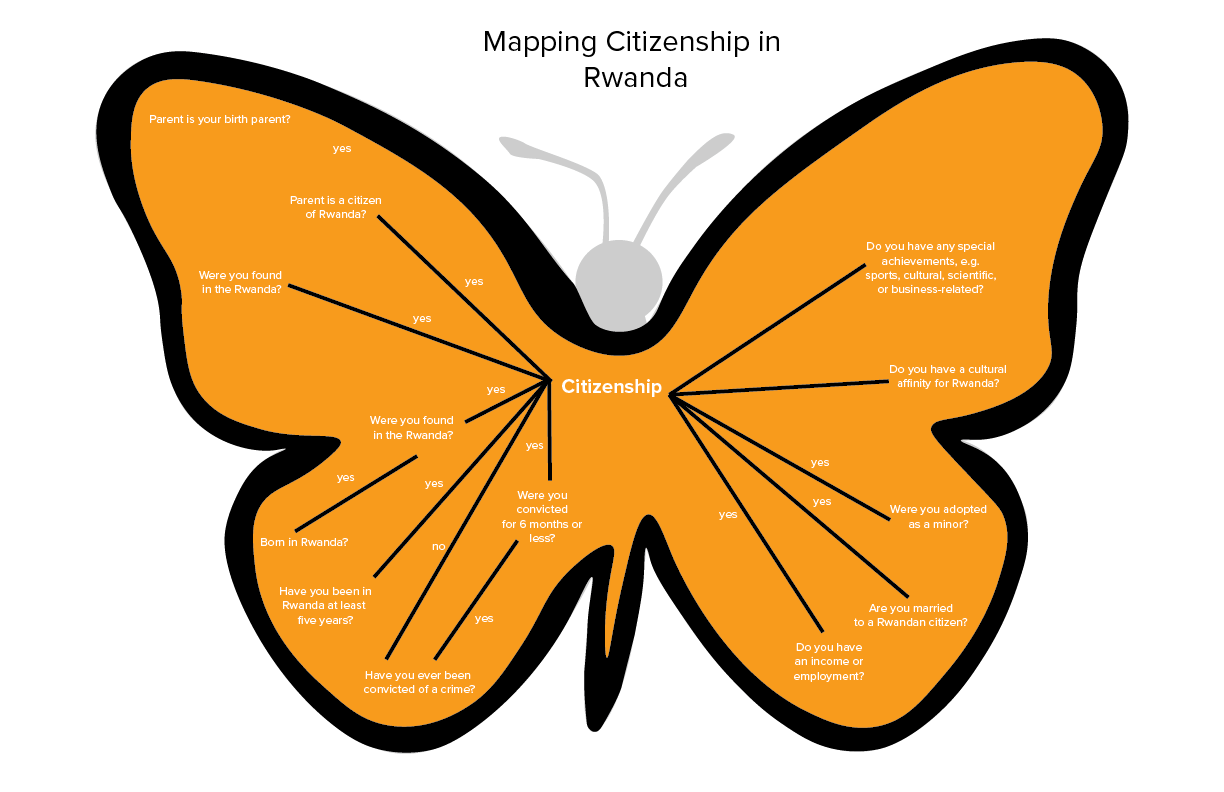 Mapping Citizenship in
Rwanda
Parent is your birth parent?
yes
Parent is a citizen
of Rwanda?
yes
Were you found
in the Rwanda?
yes
yes
Were you found
in the Rwanda?
yes
Born in Rwanda?
yes
Have you been in
Rwanda at least
five years?
no
Have you ever been
convicted of a crime?
yes
Were you
convicted
for 6 months or
less?
yes
Citizenship
Do you have any special
achievements, e.g.
sports, cultural, scientific,
or business-related?
Do you have a cultural
affinity for Rwanda?
yes
Were you adopted
as a minor?
yes
Are you married
to a Rwandan citizen?
yes
Do you have
an income or
employment?